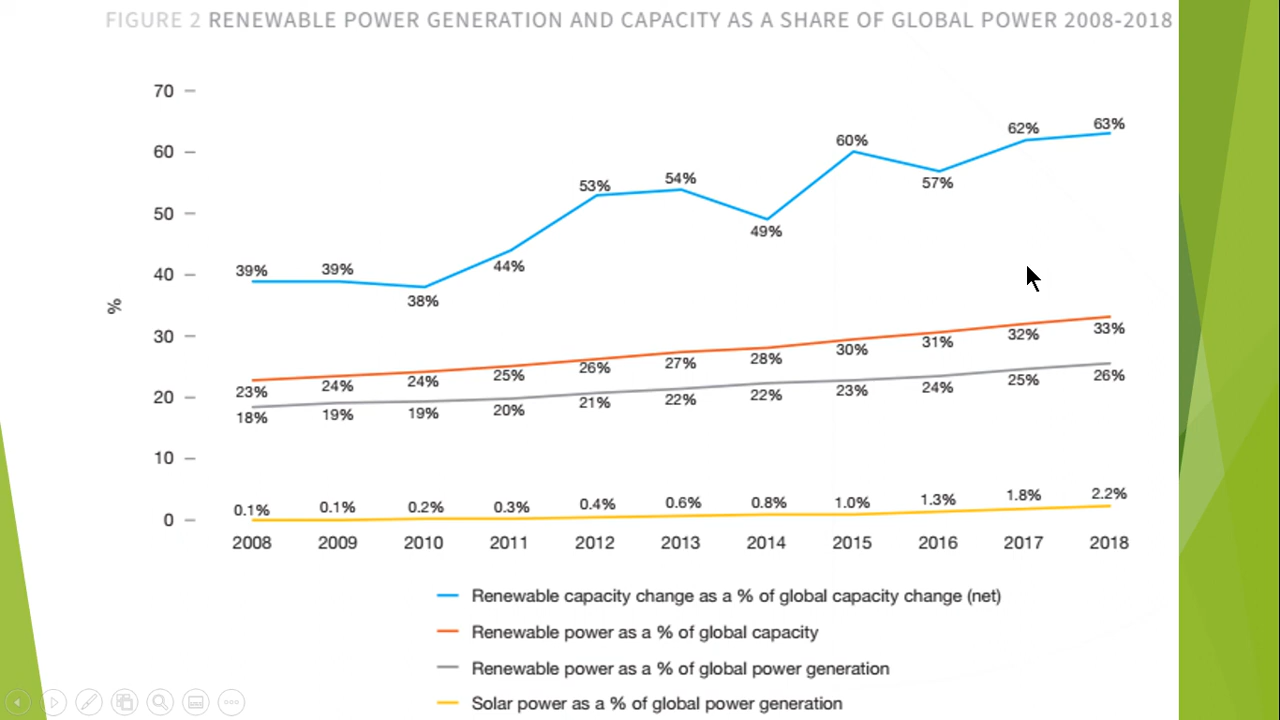 FIGURE 2 RENEWABLE POWER GENERATION AND CAPACITY AS A SHARE OF GLOBAL POWER 2008-2018
70
60
50
40
30
20
10
0
%
39% 39% 38% 44% 53% 54% 49% 60% 57% 62% 63%
23% 24% 24% 25% 26% 27% 28% 30% 31% 32% 33%
18% 19% 19% 20% 21% 22% 22% 23% 24% 25% 26%
0.1% 0.1% 0.2% 0.3% 0.4% 0.6% 0.8% 1.0% 1.3% 1.8% 2.2%
2008 2009 2010 2011 2012 2013 2014 2015 2016 2017 2018
Renewable capacity change as a % of global capacity change (net)
Renewable power as a % of global capacity
Renewable power as a % of global power generation
Solar power as a % of global power generation